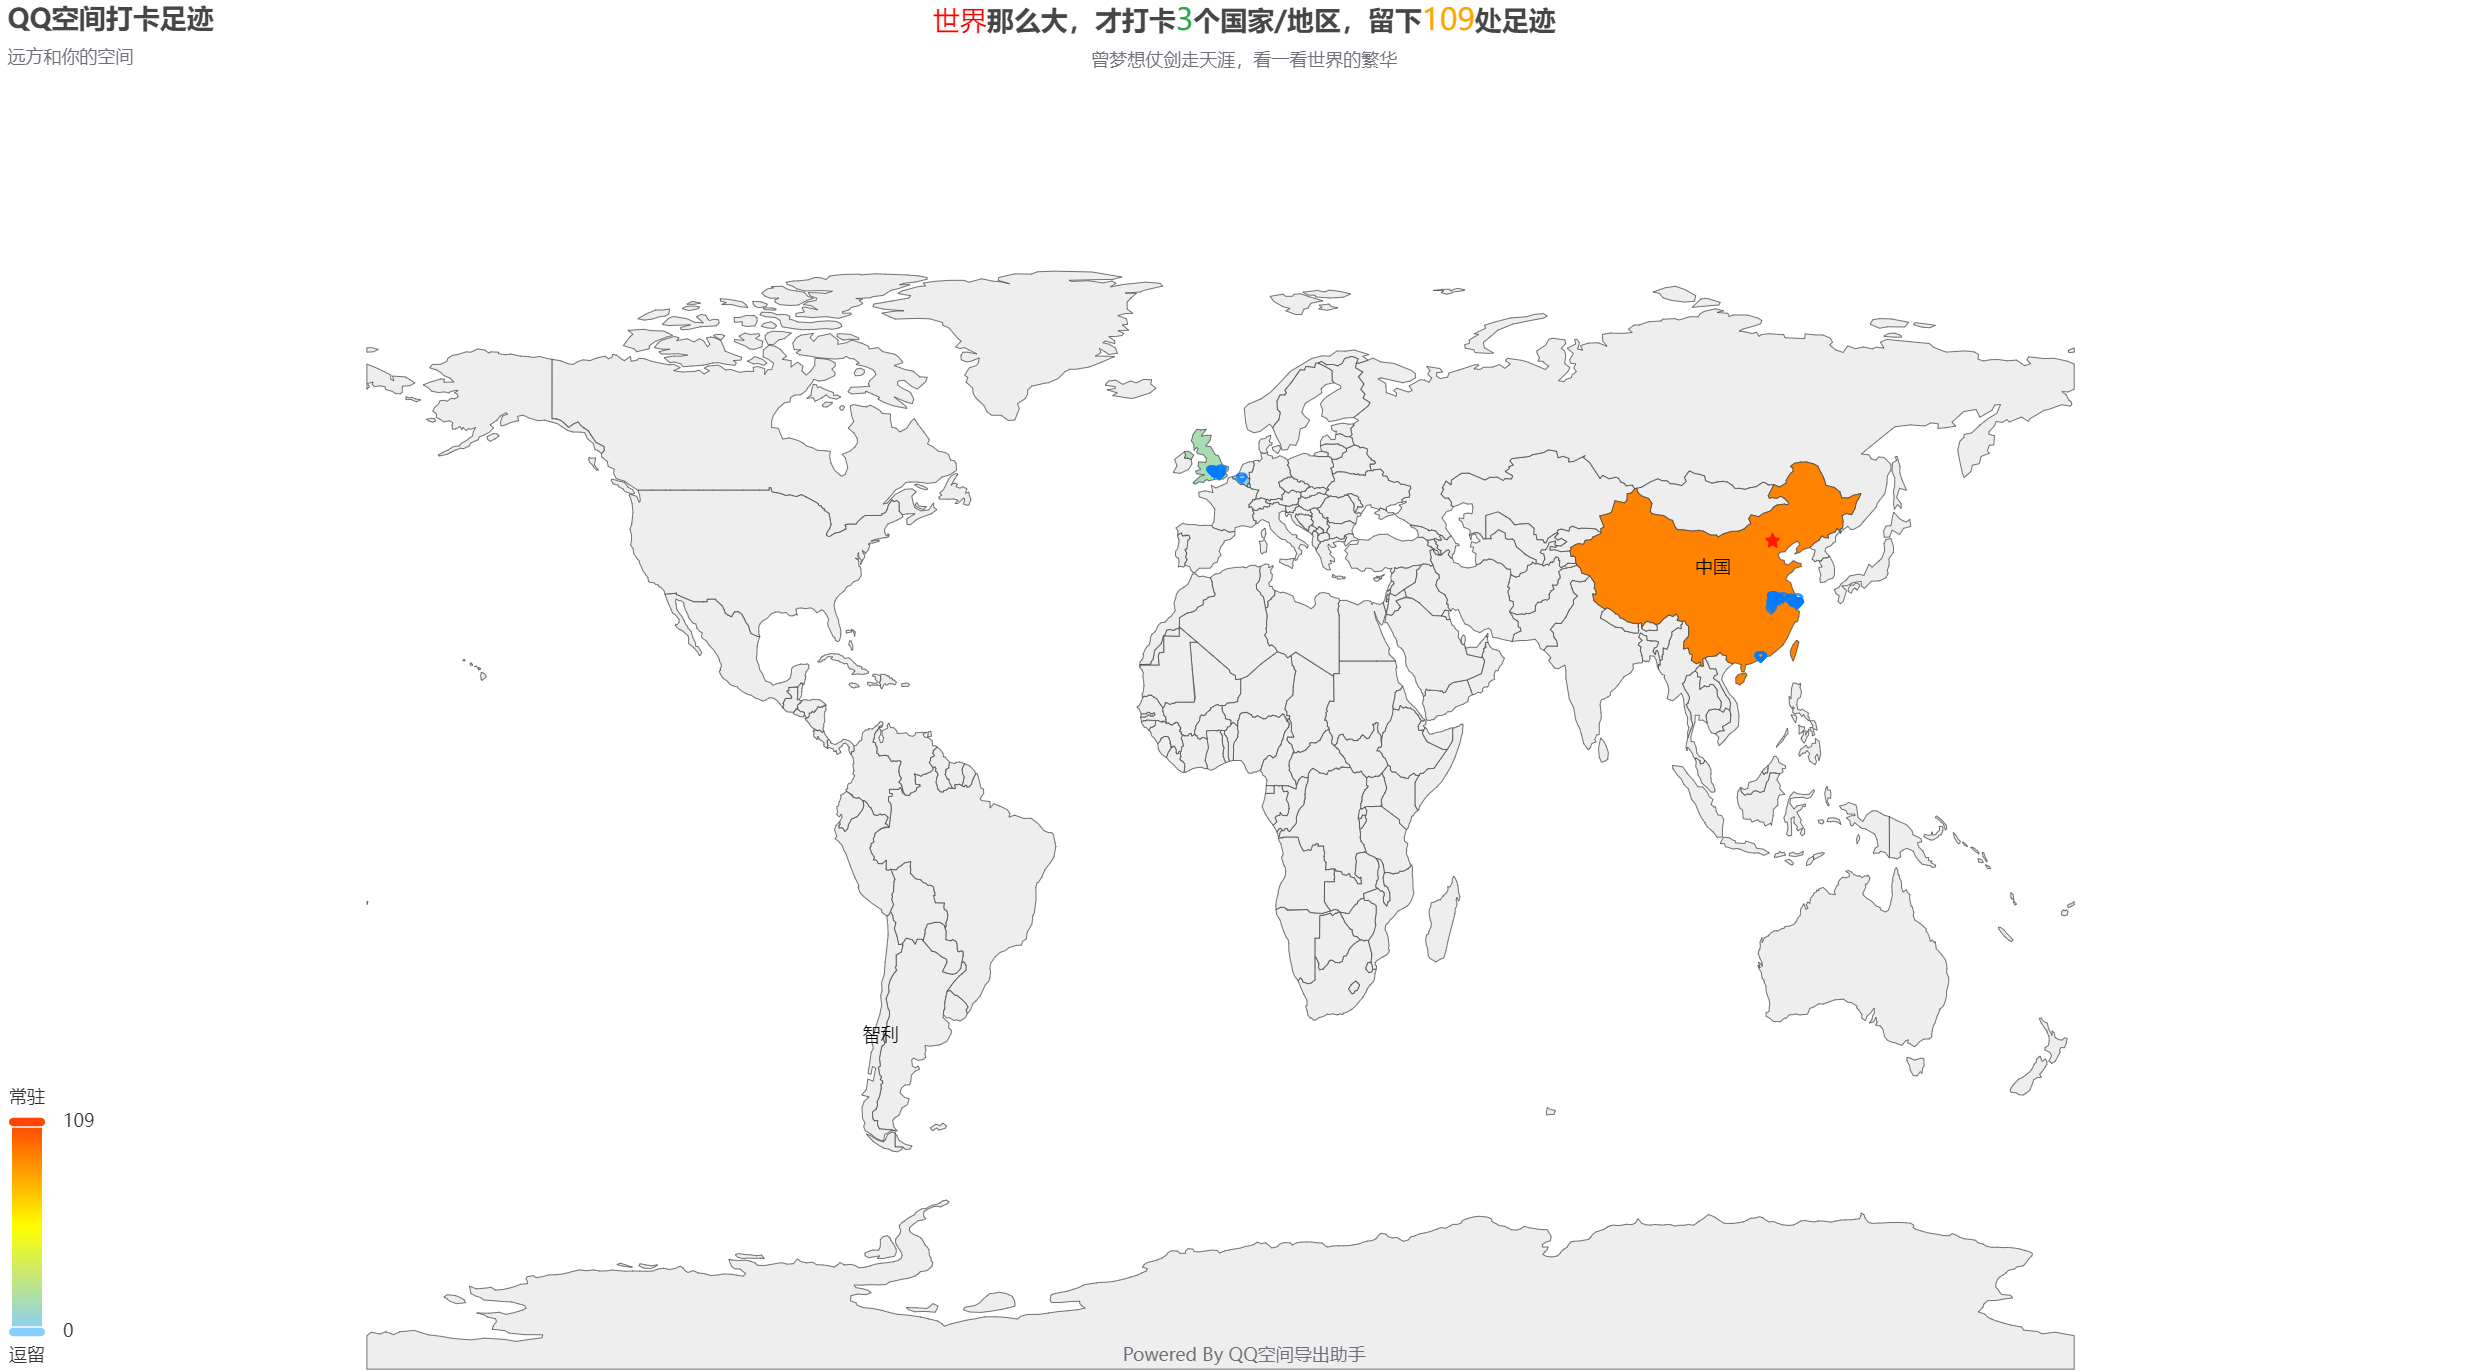 QQ空间打卡足迹
远方和你的空间
世界那么大，才打卡3个国家/地区，留下109处足迹
曾梦想仗剑走天涯，看一看世界的繁华
中国
智利
常驻
109
0
逗留
Powered By QQ空间导出助手